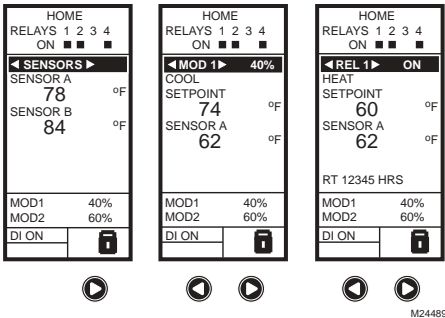 HOME
RELAYS 1 2 3 4
ON ■ ■ ■
◄ SENSORS ►
SENSOR A
78 ºF
SENSOR B
84 ºF
MOD1 40%
MOD2 60%
DI ON
HOME
RELAYS 1 2 3 4
ON ■ ■ ■
◄ MOD 1► 40%
COOL
SETPOINT
74 ºF
SENSOR A
62 ºF
MOD1 40%
MOD2 60%
DI ON
HOME
RELAYS 1 2 3 4
ON ■ ■ ■
◄ REL 1► ON
HEAT
SETPOINT
60 ºF
SENSOR A
62 ºF
RT 12345 HRS
MOD1 40%
MOD2 60%
DI ON
M24489